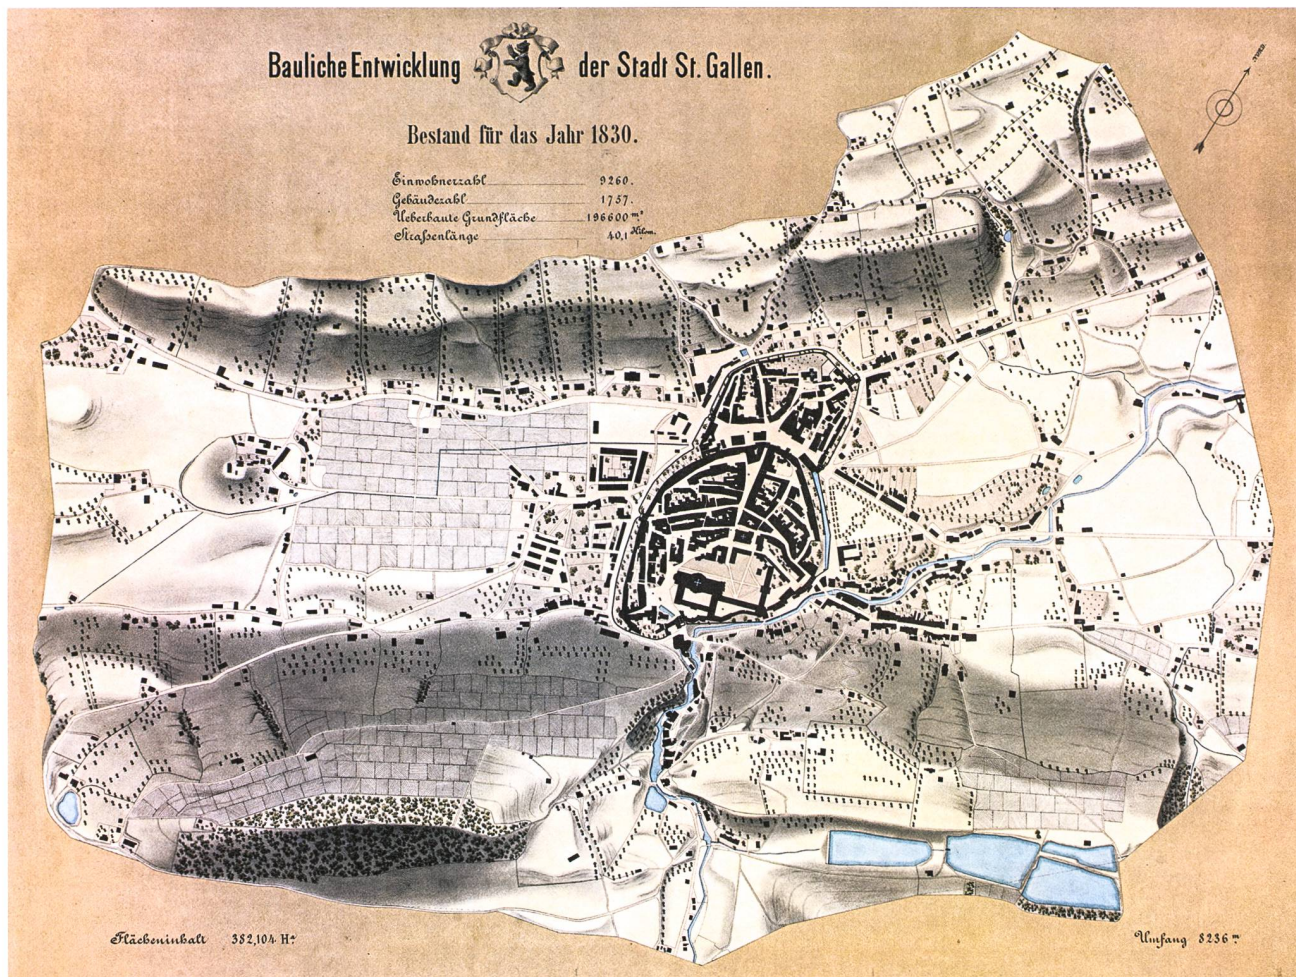 Bauliche Entwicklung der Stadt St. Gallen.
Bestand für das Jahr 1830.
Einwohnerzahl 9260.
Gebäudezahl 1757.
Ueberbaute Grundfläche 196600 m²
Straßenlänge 40,1 Kilom.
Flächeninhalt 382,104 Hª
Umfang 8236 m